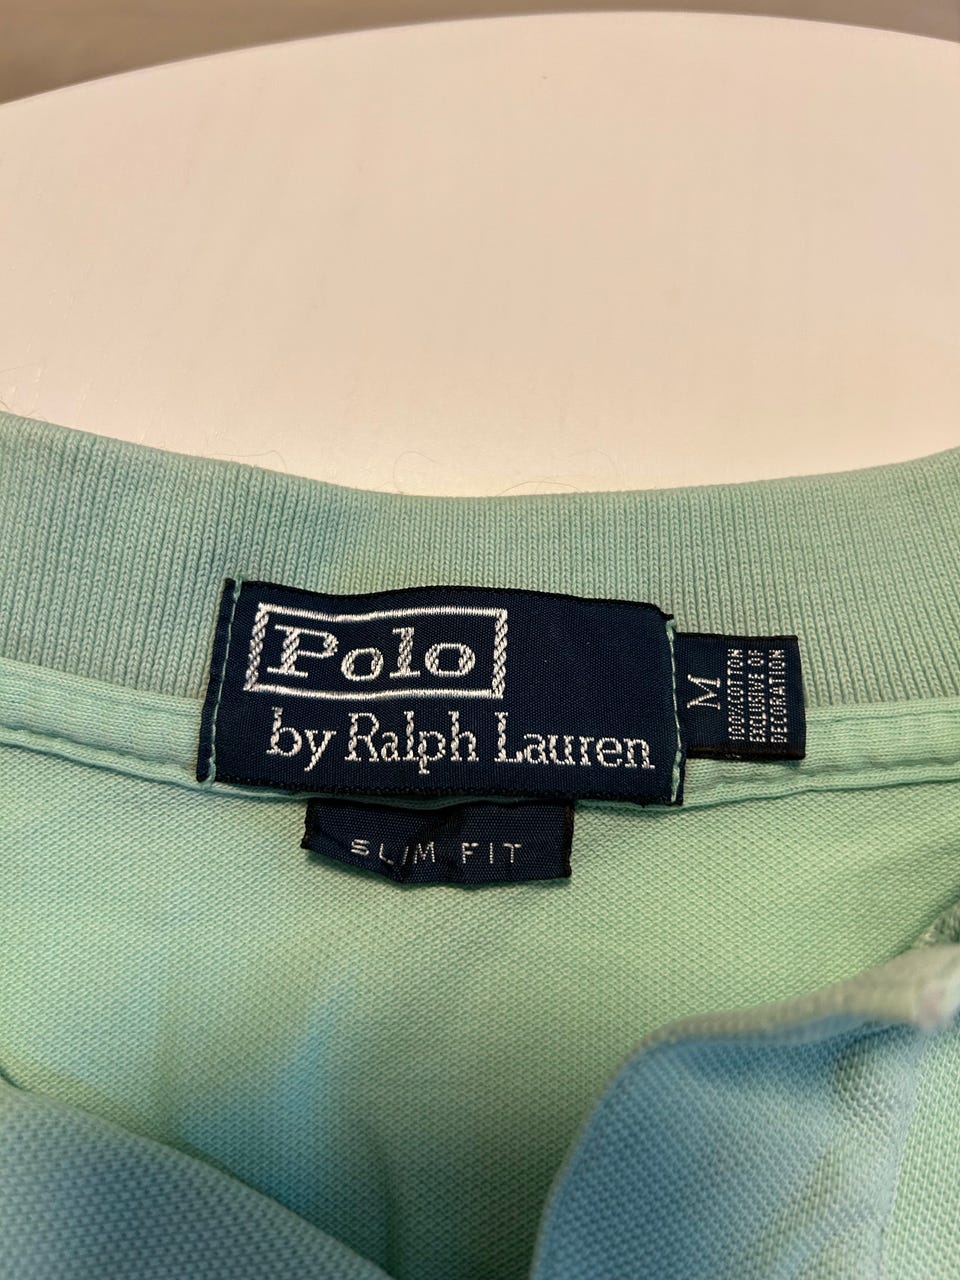 Polo
by Ralph Lauren
M
100% COTTON
EXCLUSIVE OF
DECORATION
SLIM FIT